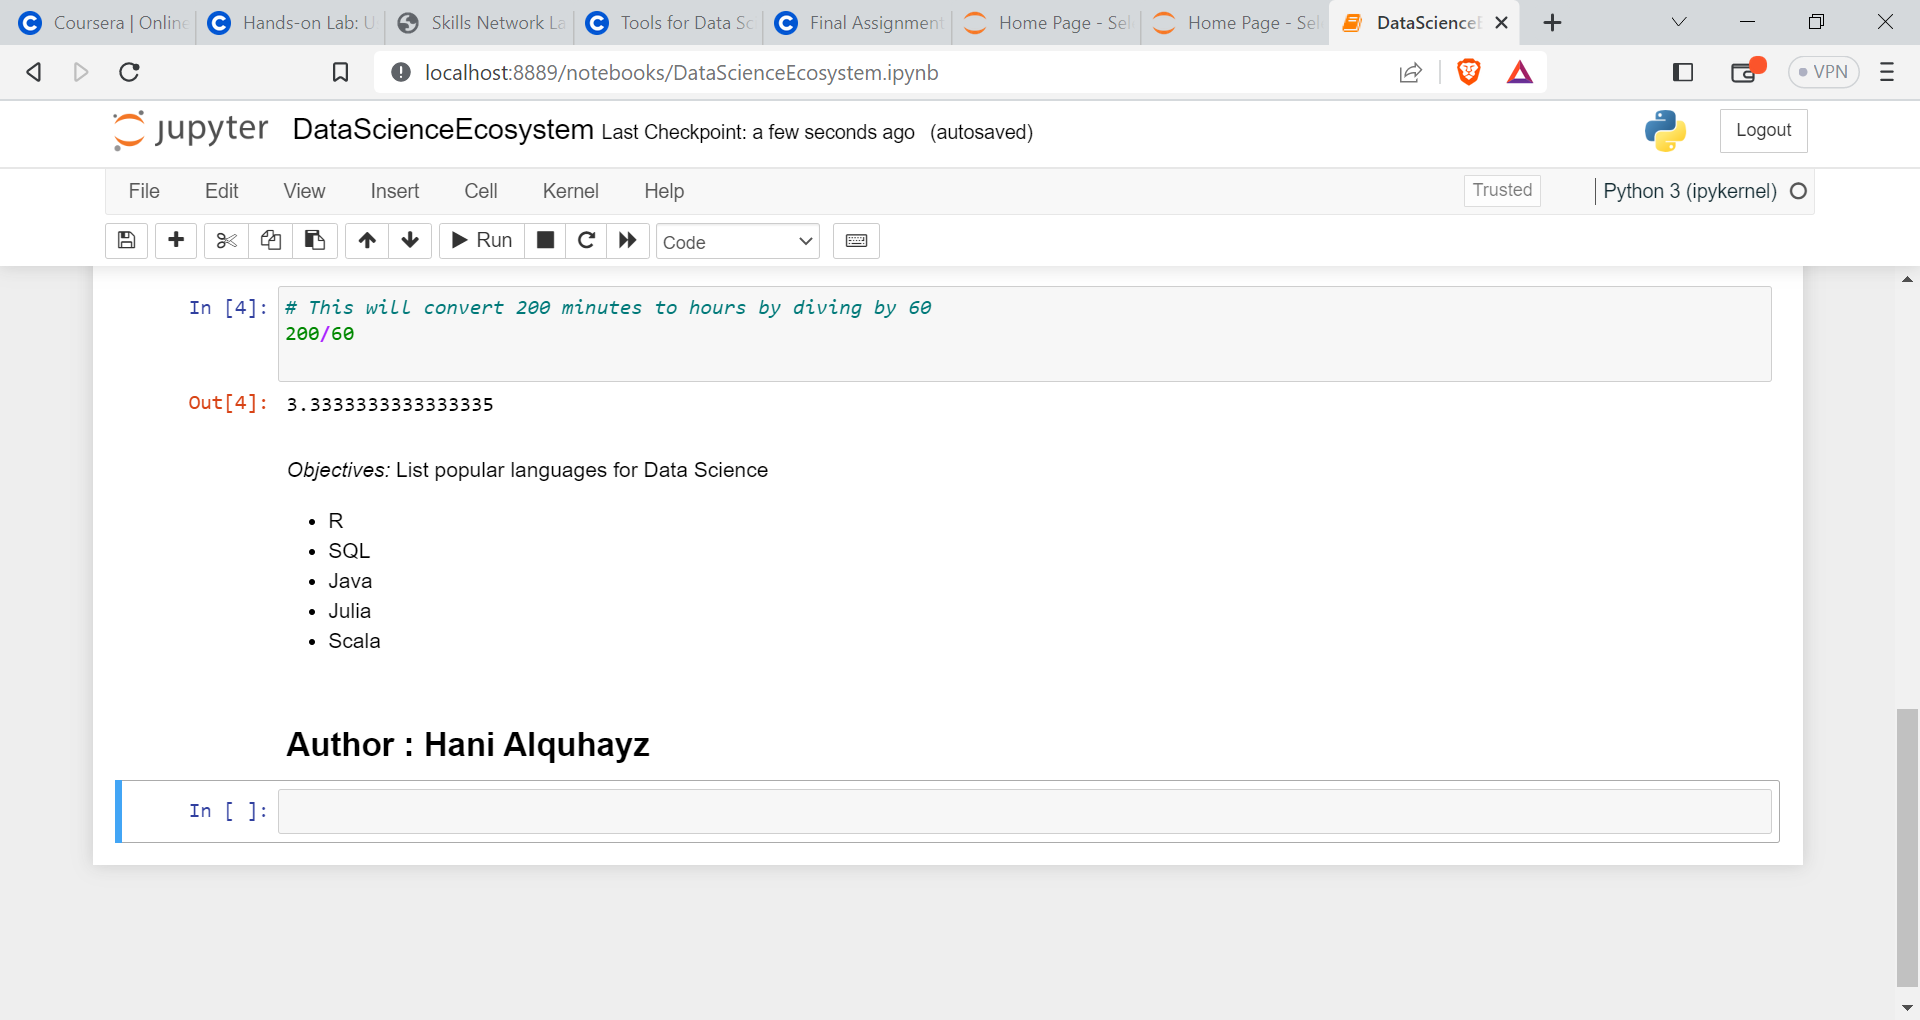 Coursera | Online
Hands-on Lab: U
Skills Network La
Tools for Data Sc
Final Assignment
Home Page - Sel
Home Page - Sel
DataScienceE
localhost:8889/notebooks/DataScienceEcosystem.ipynb
VPN
jupyter DataScienceEcosystem Last Checkpoint: a few seconds ago (autosaved)
Logout
File Edit View Insert Cell Kernel Help
Trusted
Python 3 (ipykernel)
Run
Code
In [4]: # This will convert 200 minutes to hours by diving by 60
200/60
Out[4]: 3.3333333333333335
Objectives: List popular languages for Data Science
• R
• SQL
• Java
• Julia
• Scala
Author : Hani Alquhayz
In [ ]: